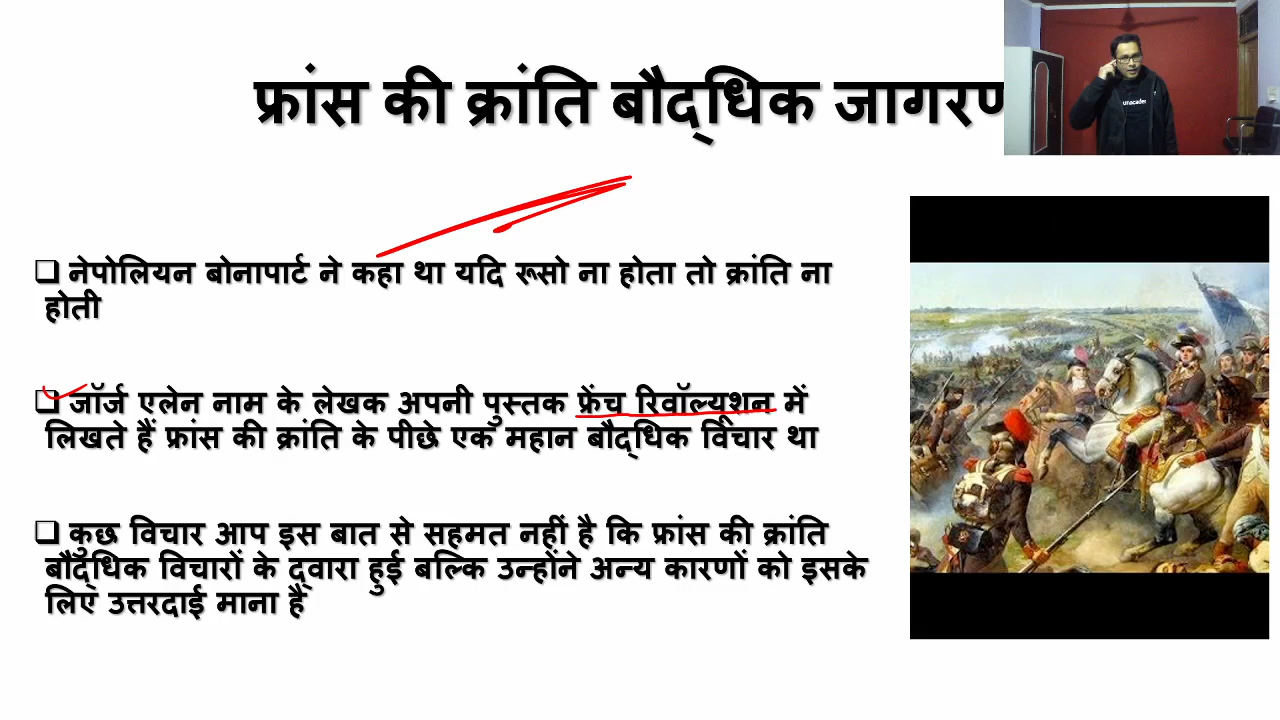 फ्रांस की क्रांति बौद्धिक जागरण
❑ नेपोलियन बोनापार्ट ने कहा था यदि रूसो ना होता तो क्रांति ना
होती
❑ जॉर्ज एलेन नाम के लेखक अपनी पुस्तक फ्रेंच रिवॉल्यूशन में
लिखते हैं फ्रांस की क्रांति के पीछे एक महान बौद्धिक विचार था
❑ कुछ विचार आप इस बात से सहमत नहीं है कि फ्रांस की क्रांति
बौद्धिक विचारों के द्वारा हुई बल्कि उन्होंने अन्य कारणों को इसके
लिए उत्तरदाई माना है